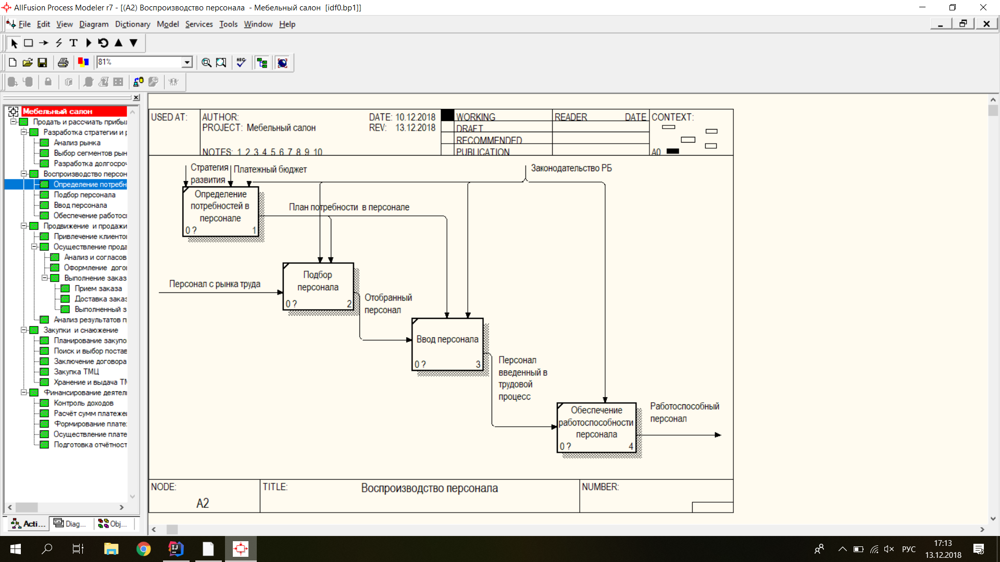 AllFusion Process Modeler r7 - [(A2) Воспроизводство персонала - Мебельный салон [idf0.bp1]]
File Edit View Diagram Dictionary Model Services Tools Window Help
T
81%
ABC
Мебельный салон
Продать и рассчиать прибы
Разработка стратегии и р
Анализ рынка
Выбор сегментов рын
Разработка долгосроч
Воспроизводство персон
Определение потребн
Подбор персонала
Ввод персонала
Обеспечение работос
Продвижение и продажи
Привлечение клиенто
Осуществление прода
Анализ и согласов
Оформление дого
Выполнение заказ
Прием заказа
Доставка заказ
Выполненный з
Анализ результатов п
Закупки и снаюжение
Планирование закупо
Поиск и выбор постав
Заключение договора
Закупка ТМЦ
Хранение и выдача ТМ
Финансирование деятел
Контроль доходов
Расчёт сумм платеже
Формирование плате
Осуществление плате
Подготовка отчётност
Acti... Diag... Obj...
USED AT:
AUTHOR:
PROJECT: Мебельный салон
DATE: 10.12.2018
REV: 13.12.2018
NOTES: 1 2 3 4 5 6 7 8 9 10
WORKING
DRAFT
RECOMMENDED
PUBLICATION
READER DATE
CONTEXT:
A0
Стратегия
развития
Платежный бюджет
Законодательство РБ
Определение
потребностей в
персонале
0 ? 1
План потребности в персонале
Персонал с рынка труда
Подбор
персонала
0 ? 2
Отобранный
персонал
Ввод персонала
0 ? 3
Персонал
введенный в
трудовой
процесс
Обеспечение
работоспособности
персонала
0 ? 4
Работоспособный
персонал
NODE:
A2
TITLE:
Воспроизводство персонала
NUMBER:
IJ
РУС
17:13
13.12.2018